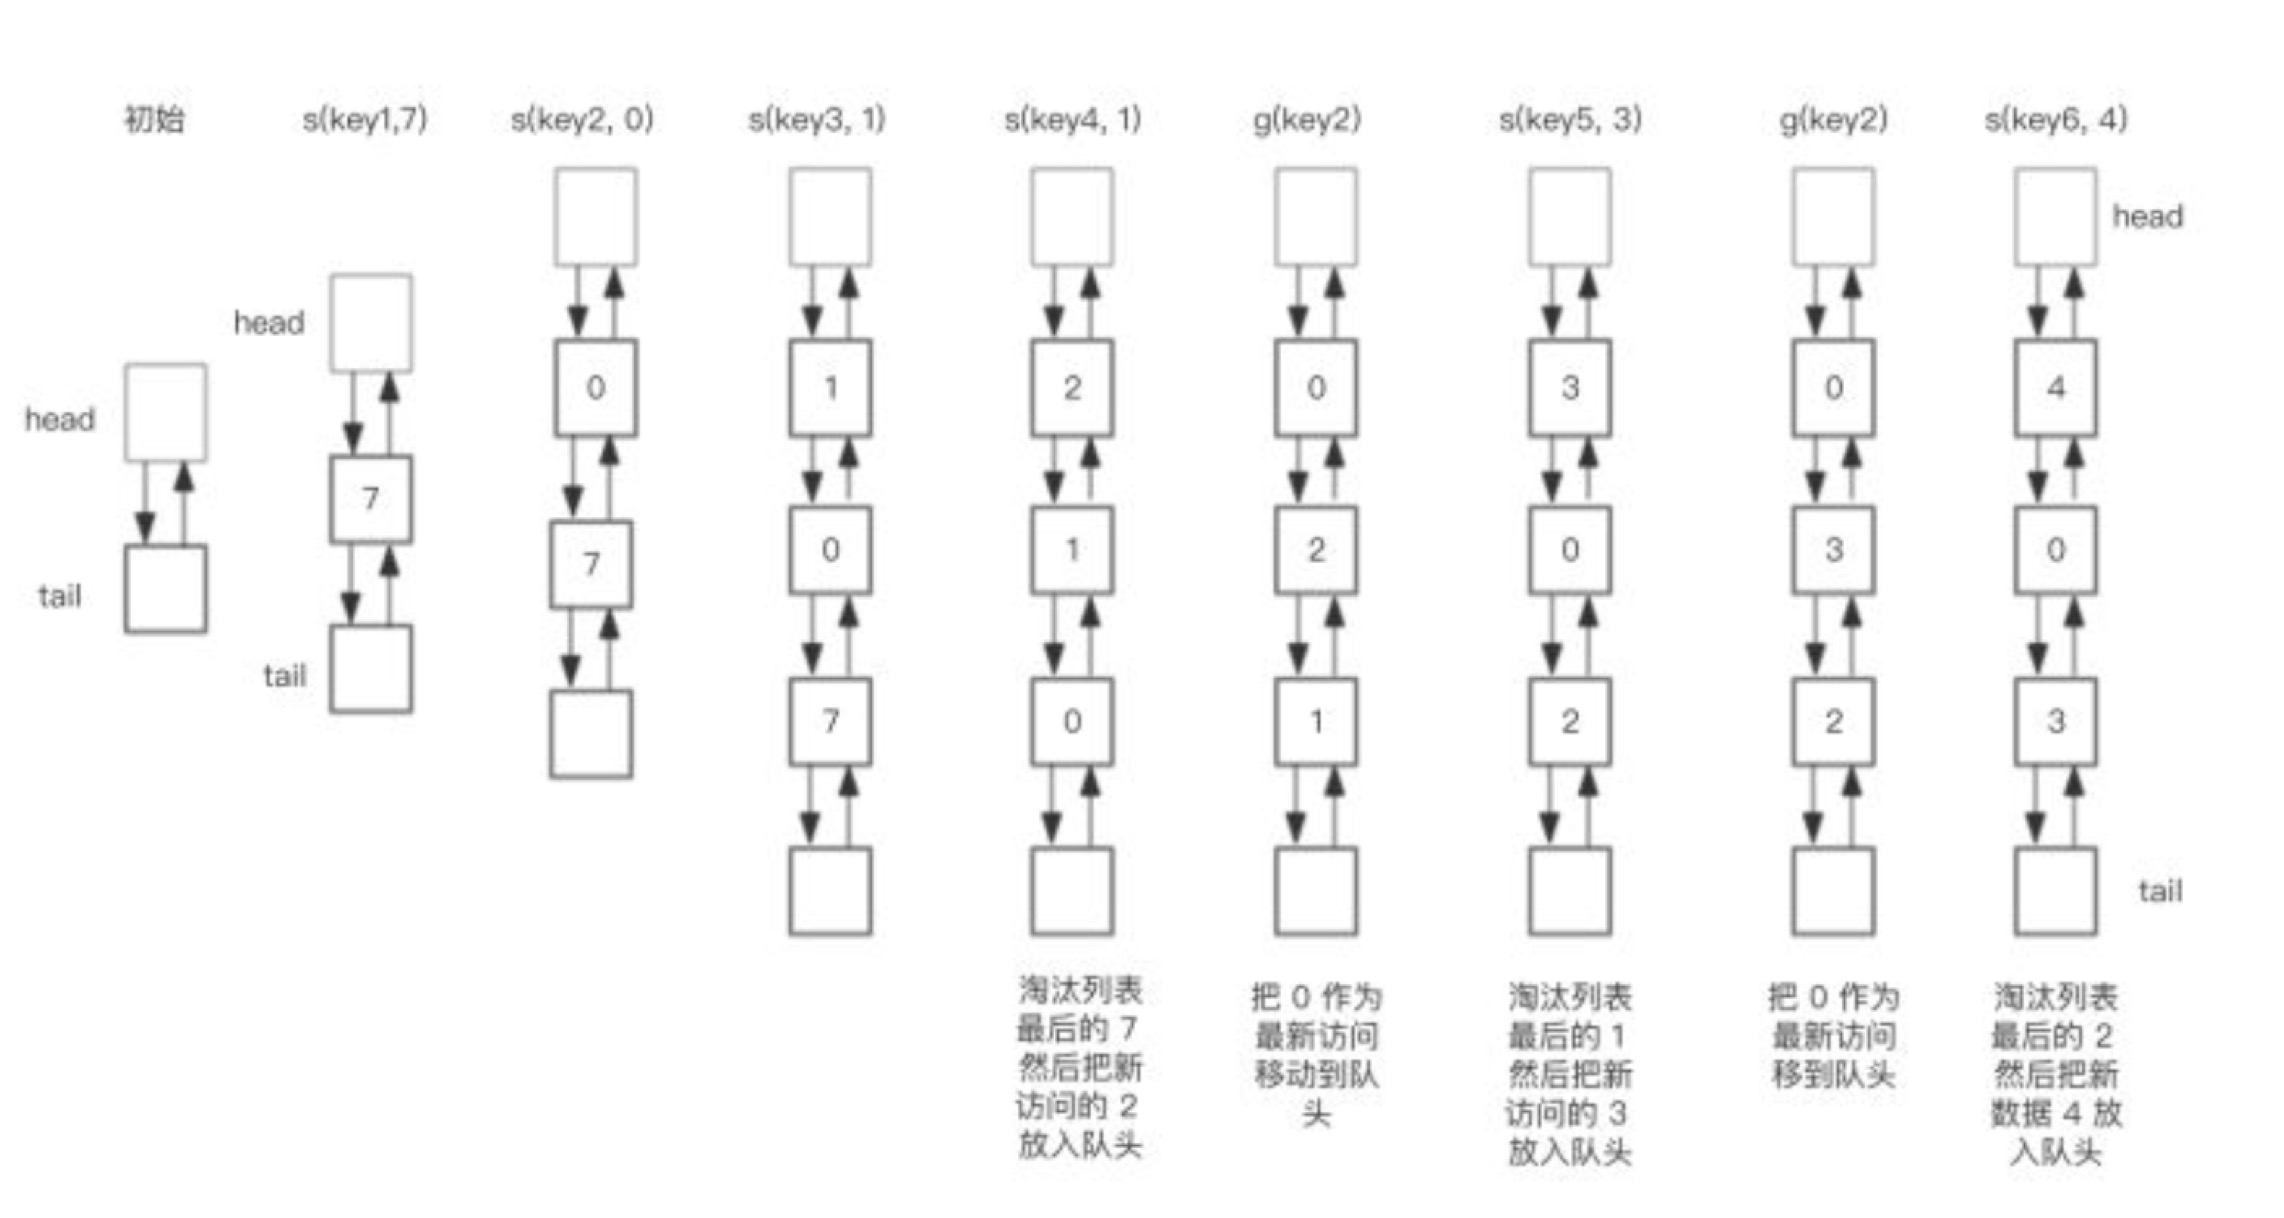 初始
s(key1,7)
s(key2, 0)
s(key3, 1)
s(key4, 1)
g(key2)
s(key5, 3)
g(key2)
s(key6, 4)
head
tail
head
7
tail
0
7
1
0
7
2
1
0
淘汰列表
最后的 7
然后把新
访问的 2
放入队头
0
2
1
把 0 作为
最新访问
移动到队
头
3
0
2
淘汰列表
最后的 1
然后把新
访问的 3
放入队头
0
3
2
把 0 作为
最新访问
移到队头
head
4
0
3
tail
淘汰列表
最后的 2
然后把新
数据 4 放
入队头